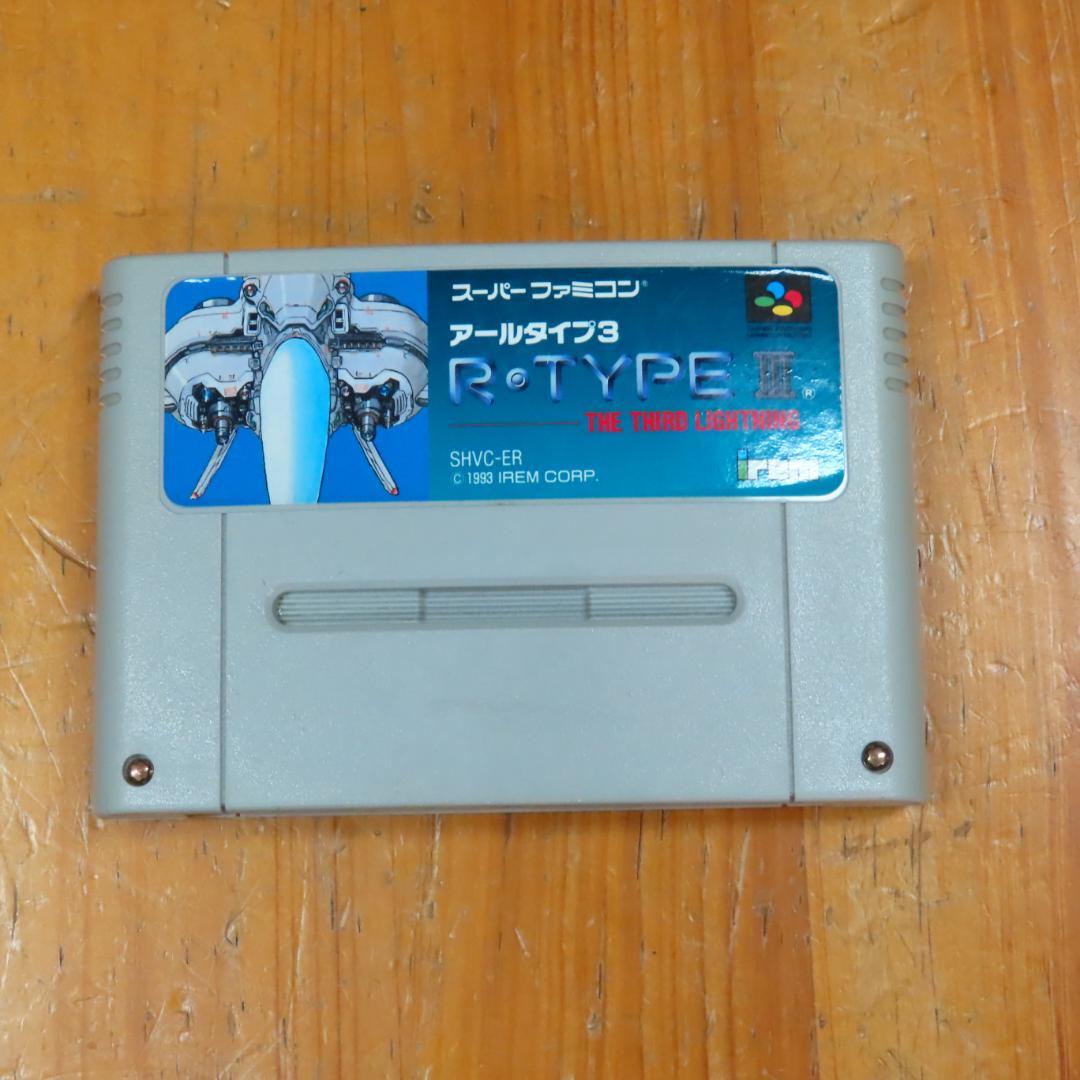 スーパーファミコン®
アールタイプ3
R·TYPE III®
THE THIRD LIGHTNING
SHVC-ER
© 1993 IREM CORP.
irem